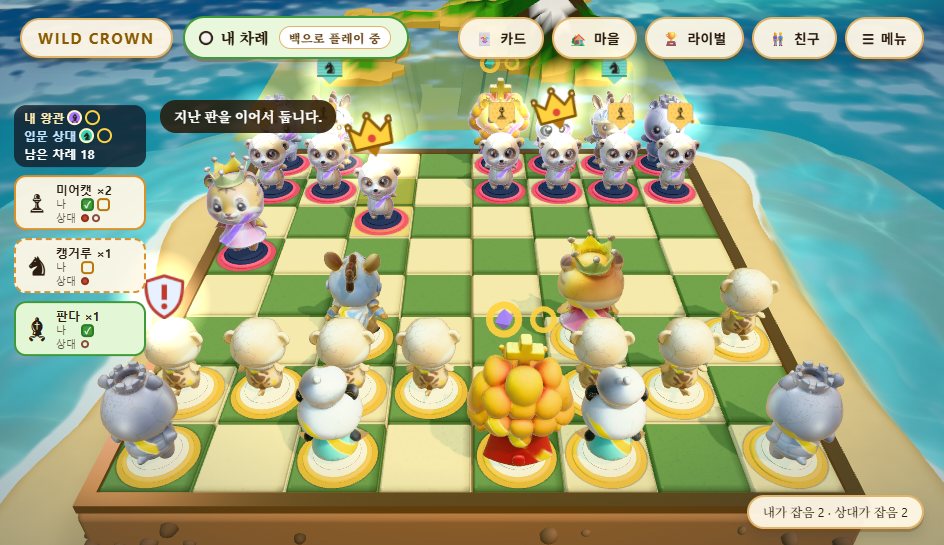 WILD CROWN
내 차례
백으로 플레이 중
카드
마을
라이벌
친구
메뉴
지난 판을 이어서 둡니다.
내 왕관
입문 상대
남은 차례 18
미어캣 ×2
나
상대
캥거루 ×1
나
상대
판다 ×1
나
상대
내가 잡음 2 · 상대가 잡음 2